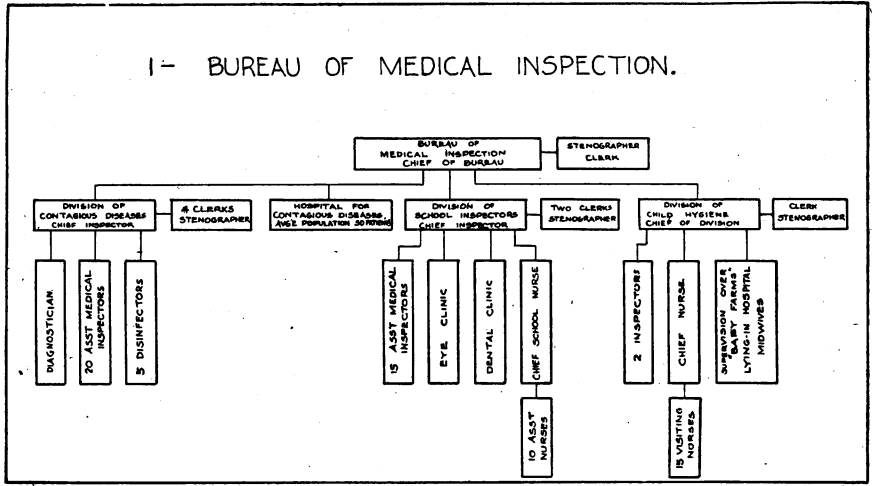 I- BUREAU OF MEDICAL INSPECTION.
BUREAU OF
MEDICAL INSPECTION
CHIEF OF BUREAU
STENOGRAPHER
CLERK
DIVISION OF
CONTAGIOUS DISEASES
CHIEF INSPECTOR
4 CLERKS
STENOGRAPHER
HOSPITAL FOR
CONTAGIOUS DISEASES,
AVG'E POPULATION 50 PATIENTS
DIVISION OF
SCHOOL INSPECTORS
CHIEF INSPECTOR
TWO CLERKS
STENOGRAPHER
DIVISION OF
CHILD HYGIENE
CHIEF OF DIVISION
CLERK
STENOGRAPHER
DIAGNOSTICIAN
20 ASST MEDICAL
INSPECTORS
5 DISINFECTORS
15 ASST MEDICAL
INSPECTORS
EYE CLINIC
DENTAL CLINIC
CHIEF SCHOOL NURSE
2 INSPECTORS
CHIEF NURSE
SUPERVISION OVER
"BABY FARMS"
LYING-IN HOSPITAL
MIDWIVES
10 ASST
NURSES
15 VISITING
NURSES